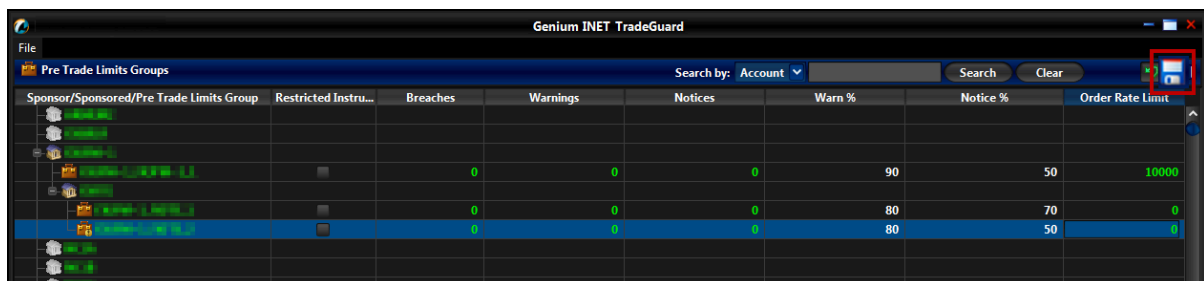 Genium INET TradeGuard
File
Pre Trade Limits Groups Search by: Account Search Clear
Sponsor/Sponsored/Pre Trade Limits Group Restricted Instru... Breaches Warnings Notices Warn % Notice % Order Rate Limit
0 0 0 90 50 10000
0 0 0 80 70 0
0 0 0 80 50 0